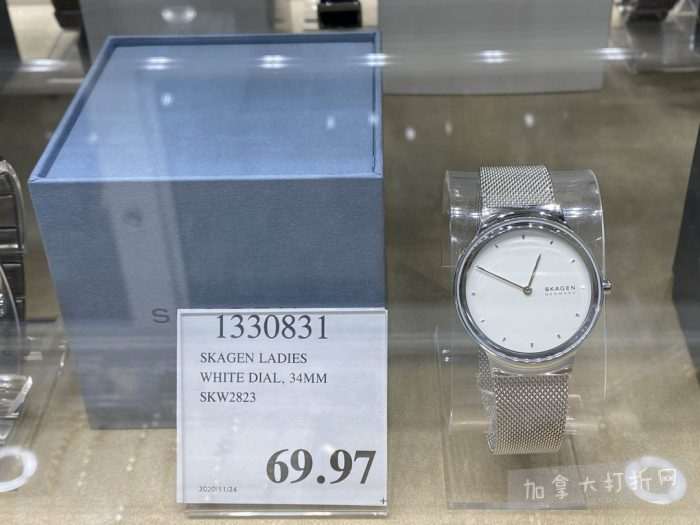 1330831
SKAGEN LADIES
WHITE DIAL, 34MM
SKW2823
69.97
2020/11/24
SKAGEN
DENMARK
加拿大打折网